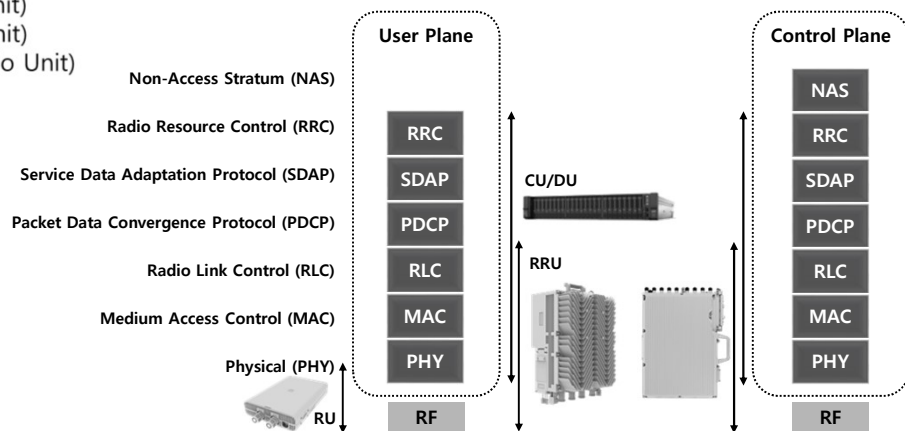 nit)
nit)
o Unit)
User Plane
Control Plane
Non-Access Stratum (NAS)
NAS
Radio Resource Control (RRC)
RRC
RRC
Service Data Adaptation Protocol (SDAP)
SDAP
CU/DU
SDAP
Packet Data Convergence Protocol (PDCP)
PDCP
PDCP
Radio Link Control (RLC)
RLC
RRU
RLC
Medium Access Control (MAC)
MAC
MAC
Physical (PHY)
PHY
PHY
RU
RF
RF